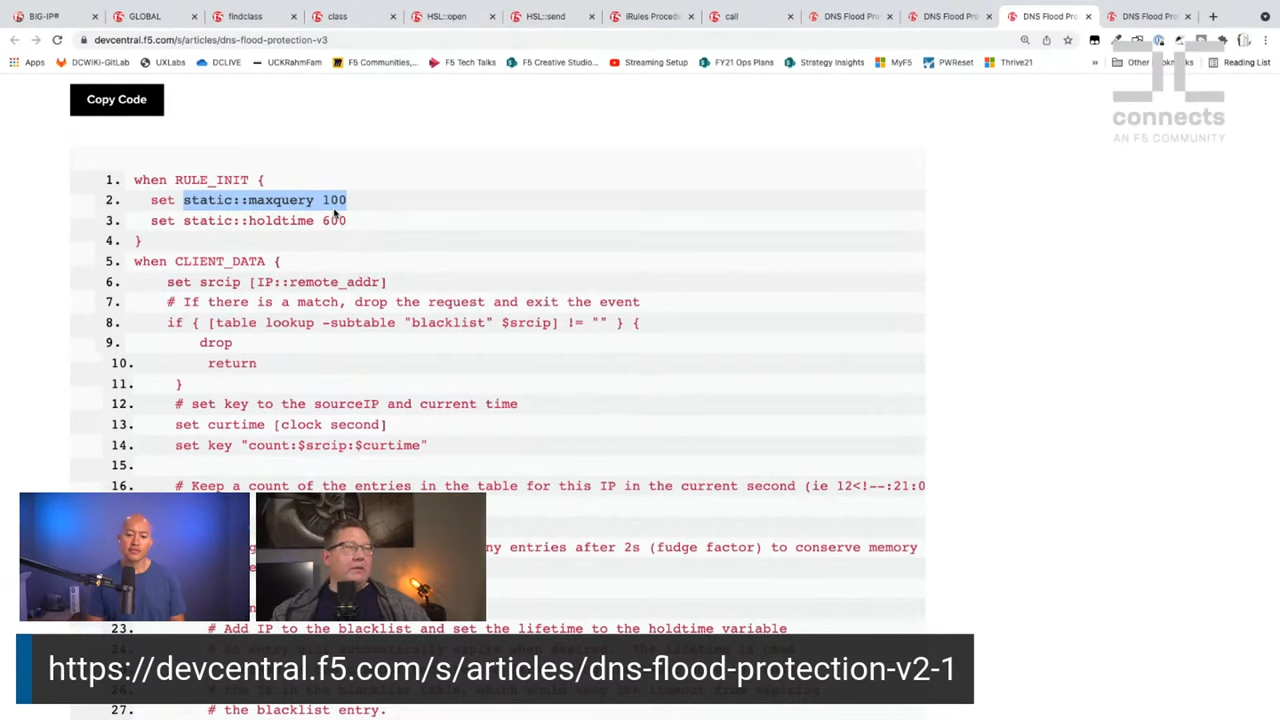 BIG-IP®
GLOBAL
findclass
class
HSL::open
HSL::send
iRules Procedu
call
DNS Flood Pro
DNS Flood Pro
DNS Flood Pro
DNS Flood Pro
devcentral.f5.com/s/articles/dns-flood-protection-v3
Apps
DCWIKI-GitLab
UXLabs
DCLIVE
UCKRahmFam
F5 Communities,...
F5 Tech Talks
F5 Creative Studio...
Streaming Setup
FY21 Ops Plans
Strategy Insights
MyF5
PWReset
Thrive21
»
Other Bookmarks
Reading List
connects
AN F5 COMMUNITY
Copy Code
1. when RULE_INIT {
2. set static::maxquery 100
3. set static::holdtime 600
4. }
5. when CLIENT_DATA {
6. set srcip [IP::remote_addr]
7. # If there is a match, drop the request and exit the event
8. if { [table lookup -subtable "blacklist" $srcip] != "" } {
9. drop
10. return
11. }
12. # set key to the sourceIP and current time
13. set curtime [clock second]
14. set key "count:$srcip:$curtime"
15.
16. # Keep a count of the entries in the table for this IP in the current second (ie 12<!--:21:0
ny entries after 2s (fudge factor) to conserve memory
23. # Add IP to the blacklist and set the lifetime to the holdtime variable
https://devcentral.f5.com/s/articles/dns-flood-protection-v2-1
27. # the blacklist entry.